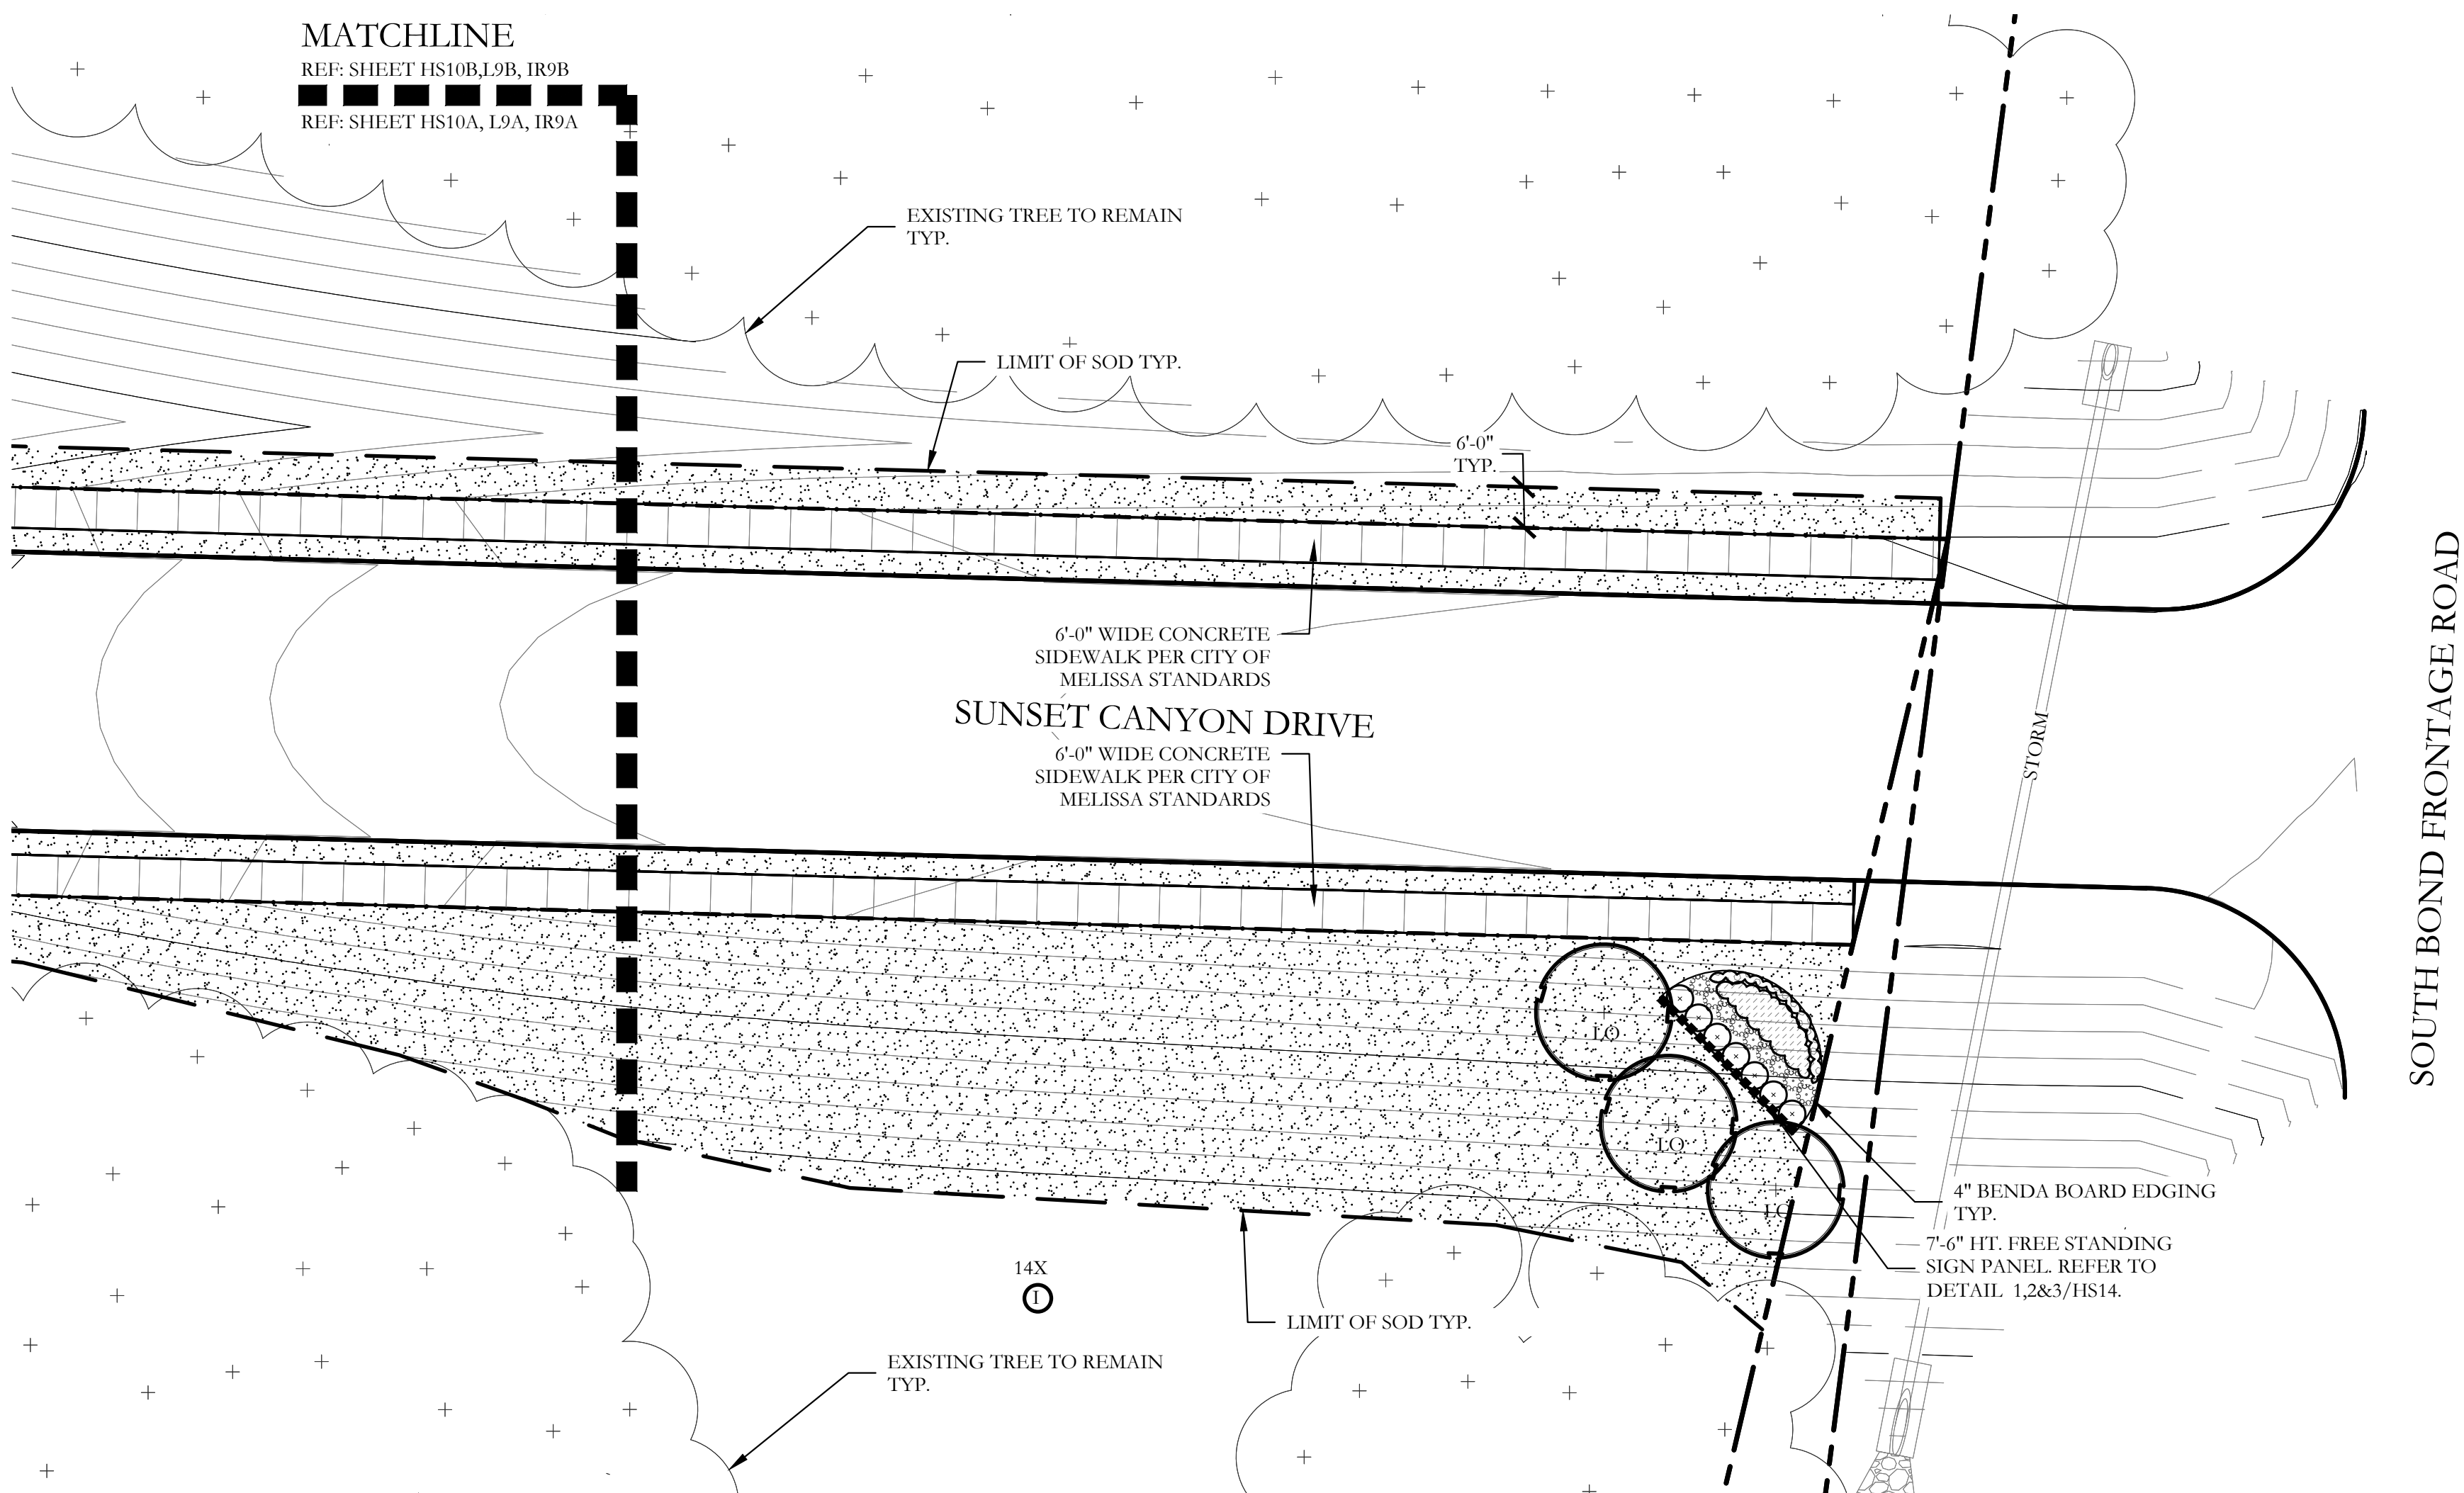 MATCHLINE
REF: SHEET HS10B,L9B, IR9B
REF: SHEET HS10A, L9A, IR9A
EXISTING TREE TO REMAIN
TYP.
LIMIT OF SOD TYP.
6'-0"
TYP.
6'-0" WIDE CONCRETE
SIDEWALK PER CITY OF
MELISSA STANDARDS
SUNSET CANYON DRIVE
6'-0" WIDE CONCRETE
SIDEWALK PER CITY OF
MELISSA STANDARDS
STORM
SOUTH BOND FRONTAGE ROAD
LO
LO
LO
4" BENDA BOARD EDGING
TYP.
7'-6" HT. FREE STANDING
SIGN PANEL. REFER TO
DETAIL 1,2&3/HS14.
14X
I
LIMIT OF SOD TYP.
EXISTING TREE TO REMAIN
TYP.